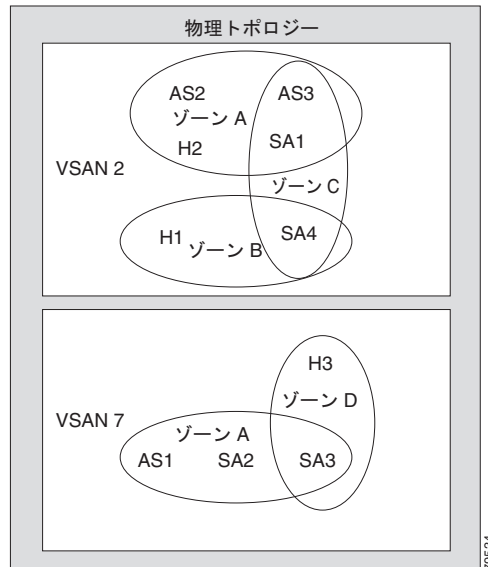 物理トポロジー
AS2
AS3
ゾーン A
H2
SA1
VSAN 2
ゾーン C
H1
ゾーン B
SA4
H3
ゾーン D
VSAN 7
ゾーン A
AS1
SA2
SA3